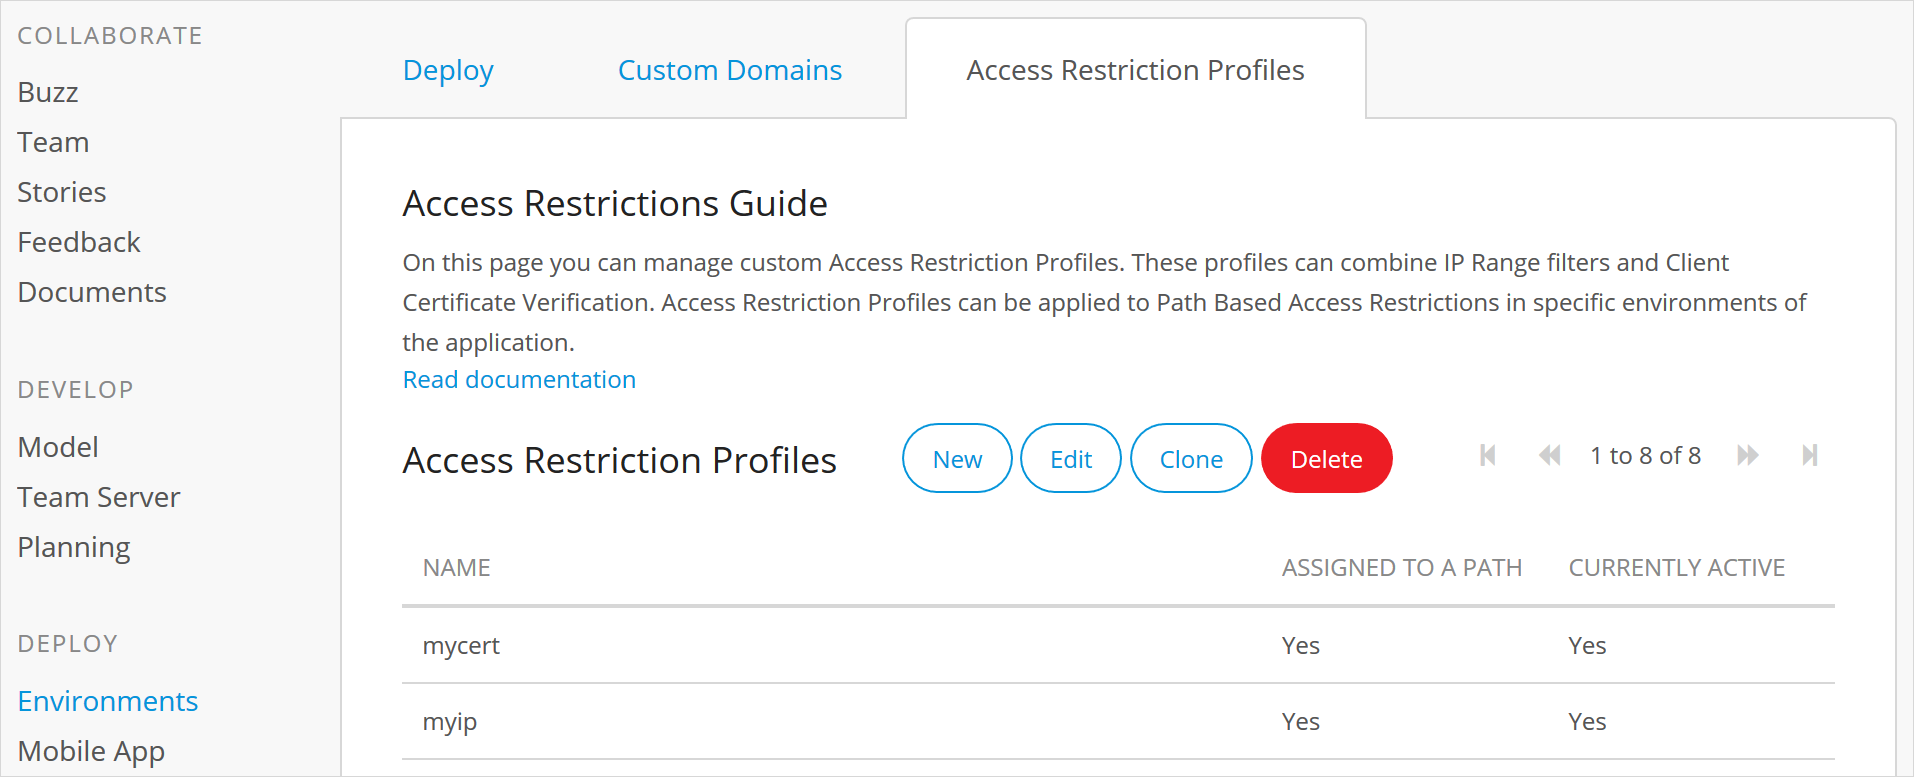 COLLABORATE
Buzz
Team
Stories
Feedback
Documents
DEVELOP
Model
Team Server
Planning
DEPLOY
Environments
Mobile App
Deploy Custom Domains Access Restriction Profiles
Access Restrictions Guide
On this page you can manage custom Access Restriction Profiles. These profiles can combine IP Range filters and Client
Certificate Verification. Access Restriction Profiles can be applied to Path Based Access Restrictions in specific environments of
the application.
Read documentation
Access Restriction Profiles New Edit Clone Delete 1 to 8 of 8
NAME ASSIGNED TO A PATH CURRENTLY ACTIVE
mycert Yes Yes
myip Yes Yes